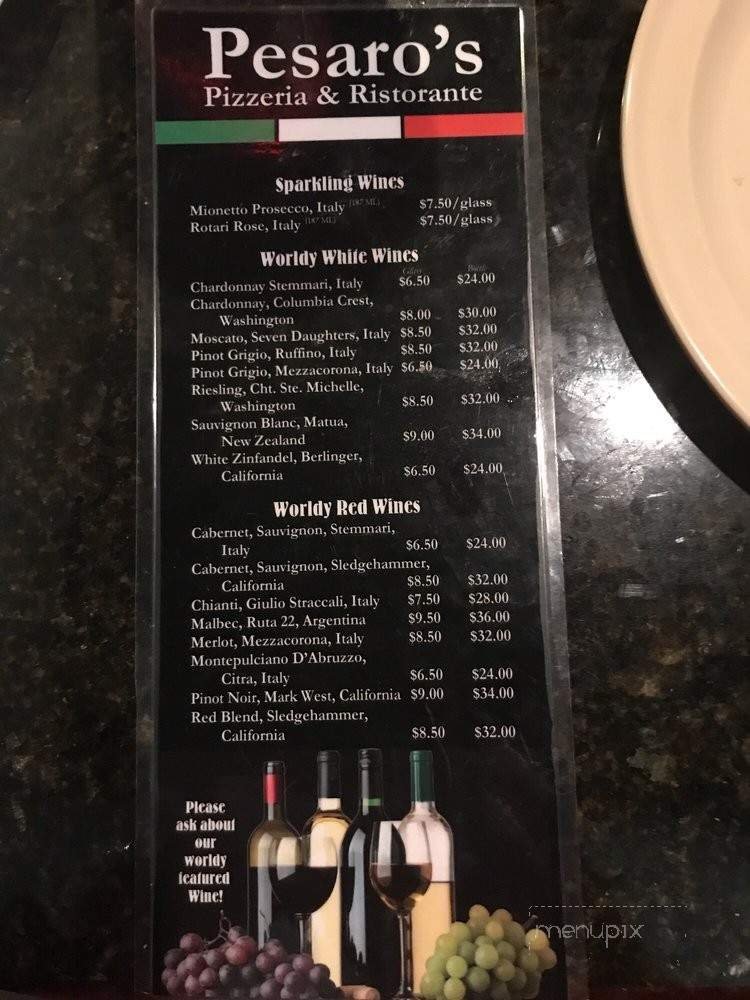 Pesaro's
Pizzeria & Ristorante
Sparkling Wines
Mionetto Prosecco, Italy (187 ML) $7.50/glass
Rotari Rose, Italy (187 ML) $7.50/glass
Worldy White Wines
Glass Bottle
Chardonnay Stemmari, Italy $6.50 $24.00
Chardonnay, Columbia Crest,
Washington $8.00 $30.00
Moscato, Seven Daughters, Italy $8.50 $32.00
Pinot Grigio, Ruffino, Italy $8.50 $32.00
Pinot Grigio, Mezzacorona, Italy $6.50 $24.00
Riesling, Cht. Ste. Michelle,
Washington $8.50 $32.00
Sauvignon Blanc, Matua,
New Zealand $9.00 $34.00
White Zinfandel, Berlinger,
California $6.50 $24.00
Worldy Red Wines
Cabernet, Sauvignon, Stemmari,
Italy $6.50 $24.00
Cabernet, Sauvignon, Sledgehammer,
California $8.50 $32.00
Chianti, Giulio Straccali, Italy $7.50 $28.00
Malbec, Ruta 22, Argentina $9.50 $36.00
Merlot, Mezzacorona, Italy $8.50 $32.00
Montepulciano D'Abruzzo,
Citra, Italy $6.50 $24.00
Pinot Noir, Mark West, California $9.00 $34.00
Red Blend, Sledgehammer,
California $8.50 $32.00
Please
ask about
our
worldy
featured
Wine!
menupix